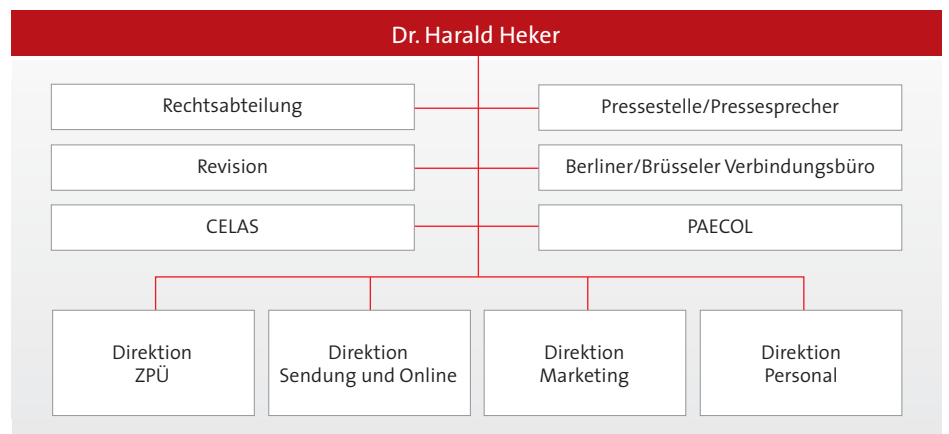 Dr. Harald Heker
Rechtsabteilung
Pressestelle/Pressesprecher
Revision
Berliner/Brüsseler Verbindungsbüro
CELAS
PAECOL
Direktion
ZPÜ
Direktion
Sendung und Online
Direktion
Marketing
Direktion
Personal